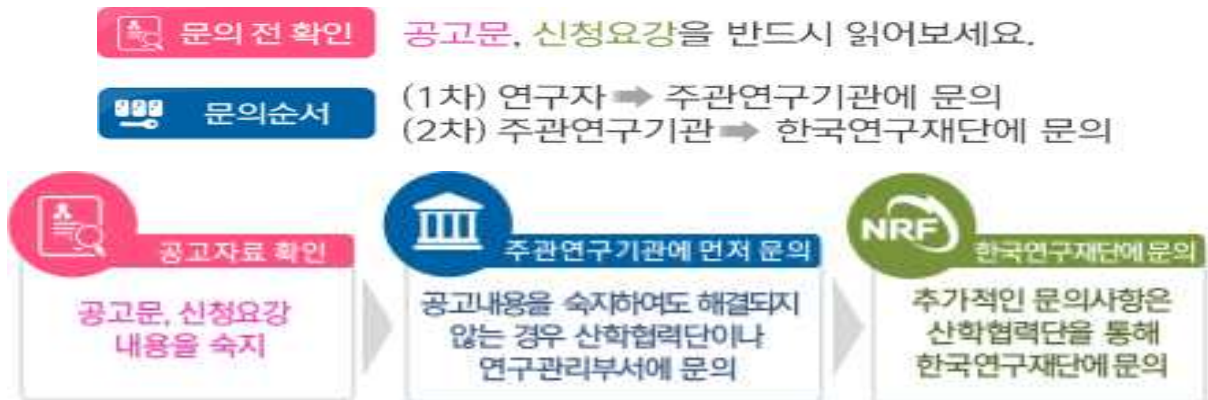 문의 전 확인
공고문, 신청요강을 반드시 읽어보세요.
문의순서
(1차) 연구자 ➡ 주관연구기관에 문의
(2차) 주관연구기관 ➡ 한국연구재단에 문의
공고자료 확인
공고문, 신청요강
내용을 숙지
주관연구기관에 먼저 문의
공고내용을 숙지하여도 해결되지
않는 경우 산학협력단이나
연구관리부서에 문의
NRF
한국연구재단에 문의
추가적인 문의사항은
산학협력단을 통해
한국연구재단에 문의